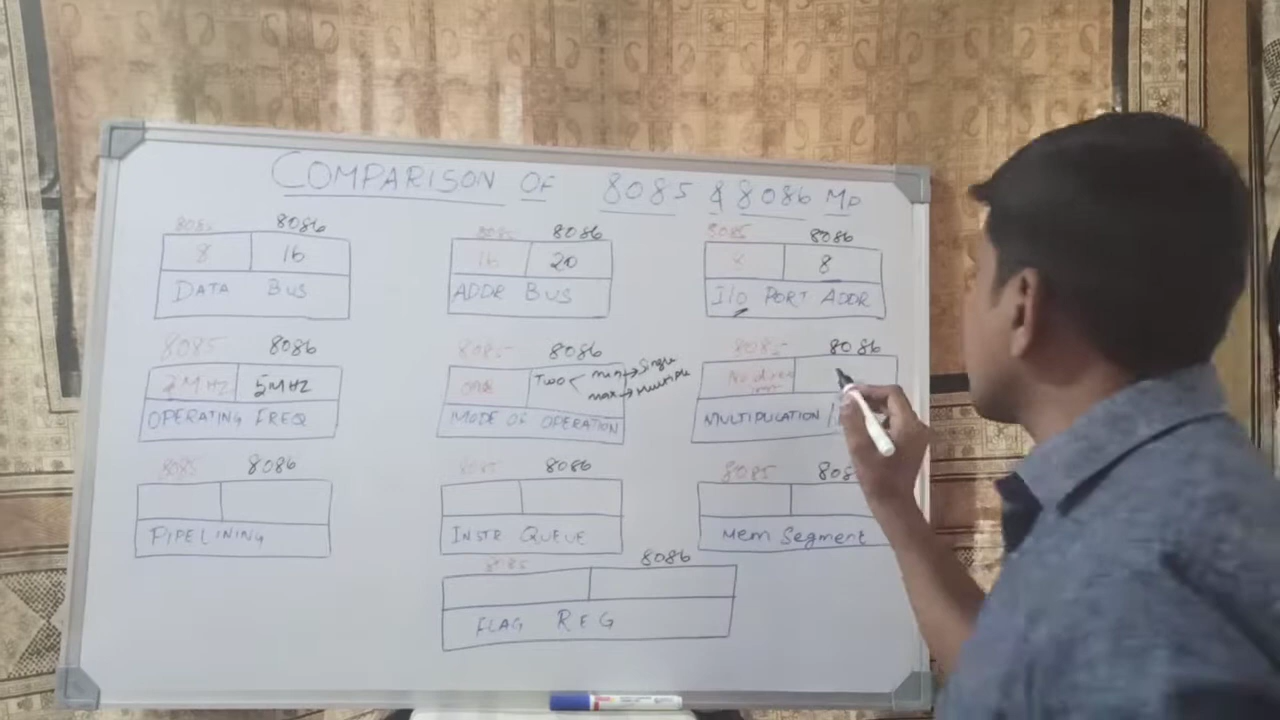 COMPARISON OF 8085 & 8086 MP
8085 8086
8 16
DATA BUS
8085 8086
16 20
ADDR BUS
8085 8086
8 8
I/O PORT ADDR
8085 8086
MHZ 5MHZ
OPERATING FREQ
8085 8086
ONE TWO min→Single
max→Multiple
MODE OF OPERATION
8085 8086
No direct
8085 8086
PIPELINING
8085 8086
INSTR QUEUE
8085
Mem Segment
8085 8086
FLAG REG